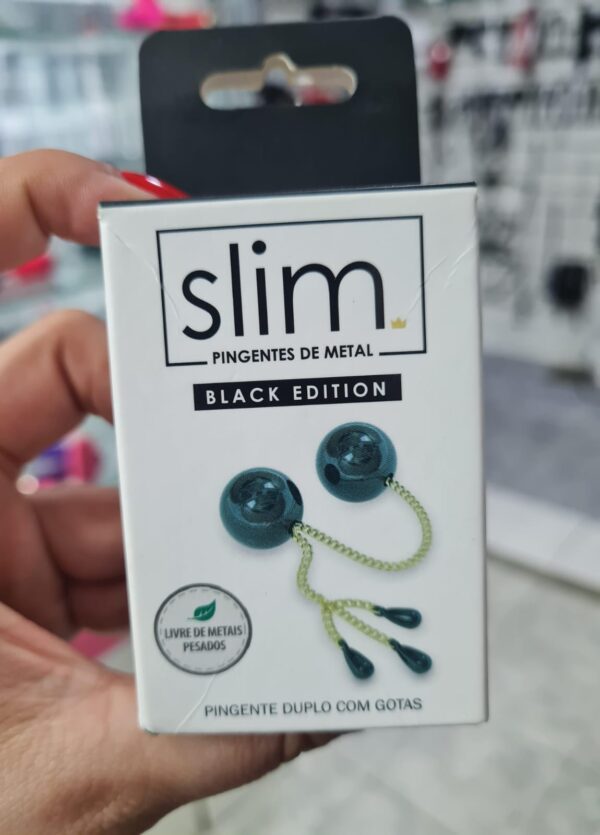 slim.
PINGENTES DE METAL
BLACK EDITION
LIVRE DE METAIS
PESADOS
PINGENTE DUPLO COM GOTAS